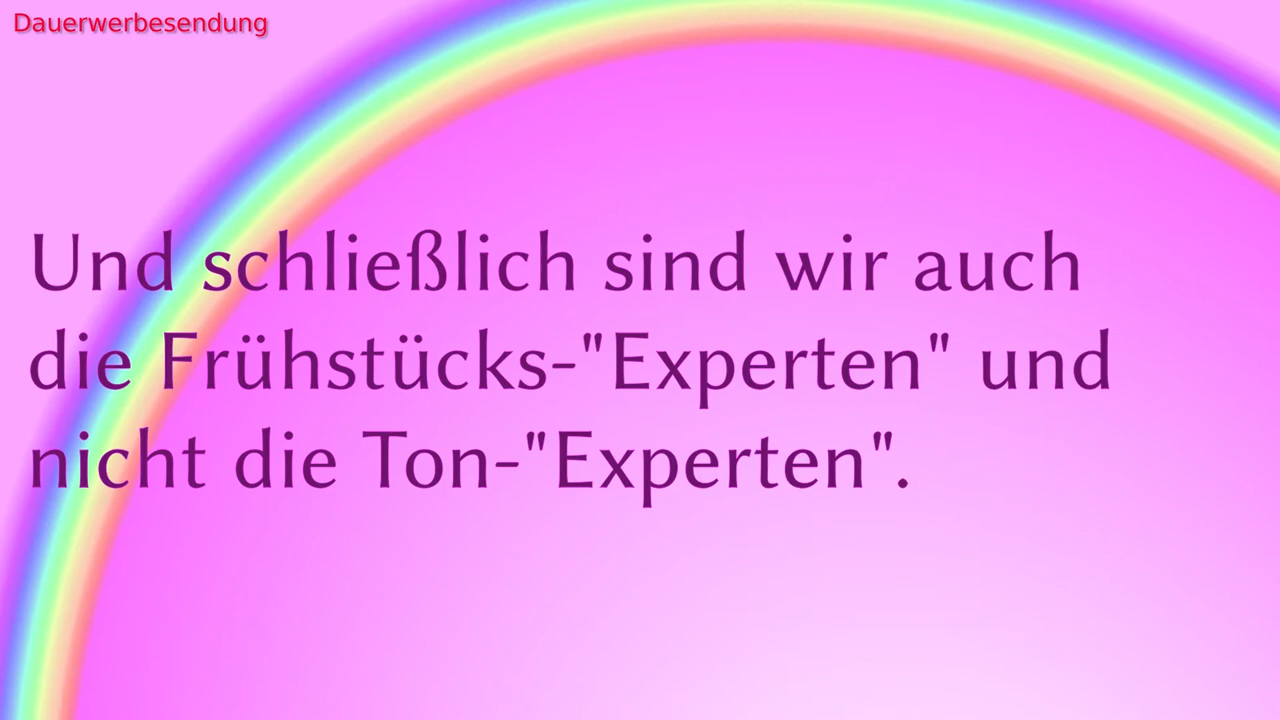 Dauerwerbesendung
Und schließlich sind wir auch
die Frühstücks-"Experten" und
nicht die Ton-"Experten".